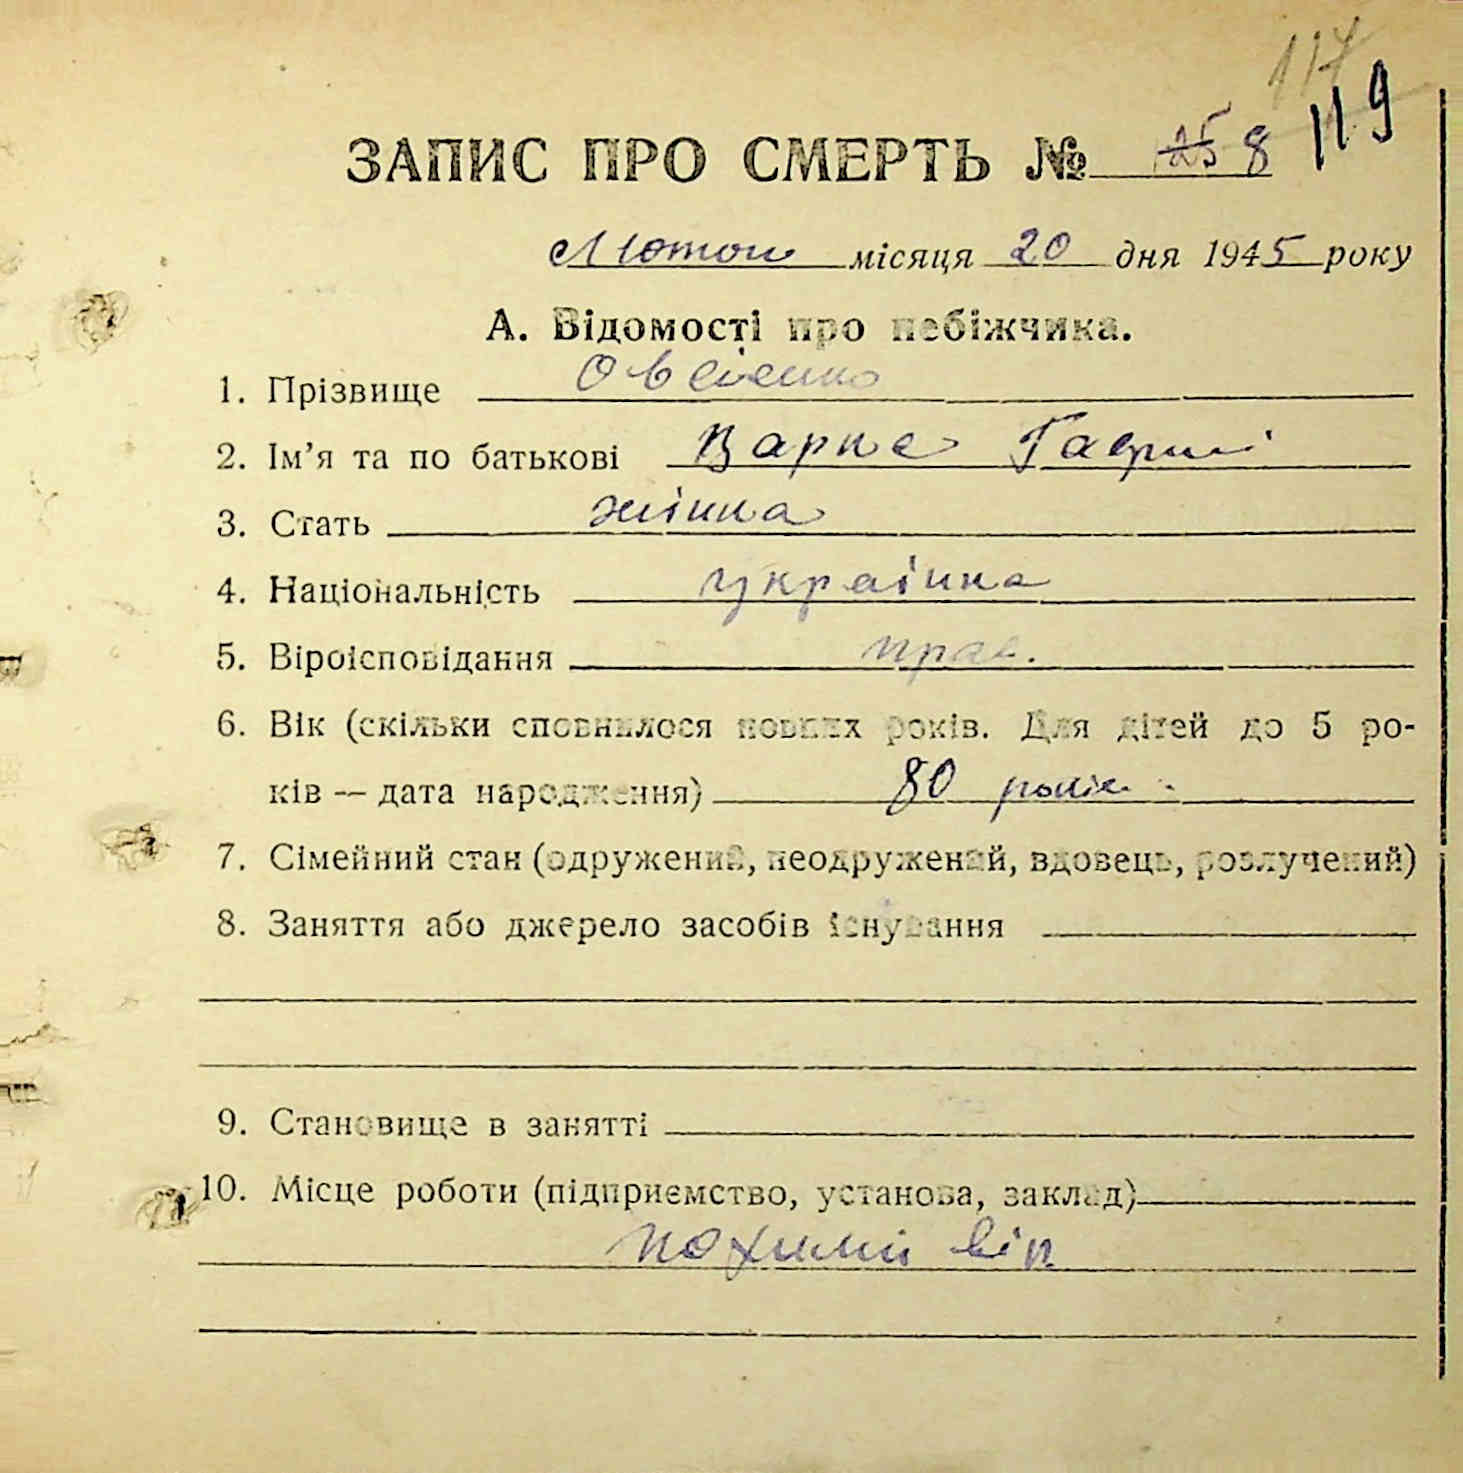 117
119
ЗАПИС ПРО СМЕРТЬ № 258
Лютого місяця 20 дня 1945 року
А. Відомості про небіжчика.
1. Прізвище Овсієнко
2. Ім’я та по батькові
3. Стать жінка
4. Національність українка
5. Віроісповідання прав.
6. Вік (скільки сповнилося повних років. Для дітей до 5 ро-
ків — дата народження) 80 років
7. Сімейний стан (одружений, неодружений, вдовець, розлучений)
8. Заняття або джерело засобів існування
9. Становище в занятті
10. Місце роботи (підприємство, установа, заклад)
похилий вік